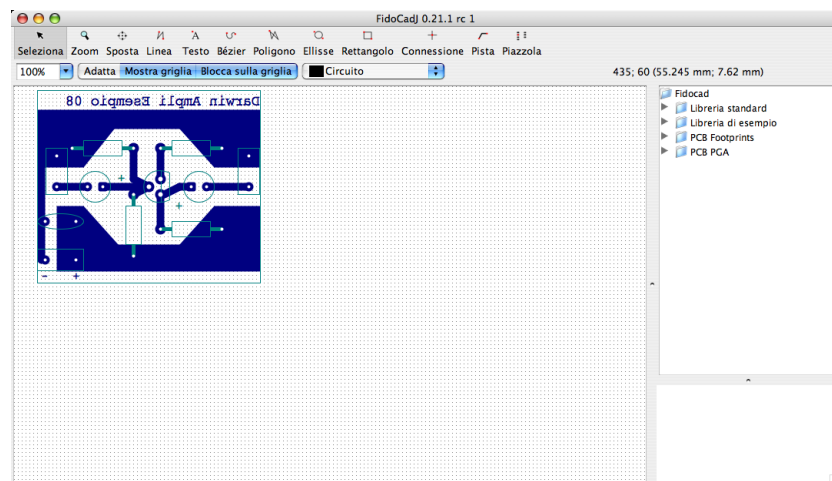 FidoCadJ 0.21.1 rc 1
Seleziona Zoom Sposta Linea Testo Bézier Poligono Ellisse Rettangolo Connessione Pista Piazzola
100% Adatta Mostra griglia Blocca sulla griglia Circuito 435; 60 (55.245 mm; 7.62 mm)
Darwin Ampli Esempio 08
+
+
- +
Fidocad
Libreria standard
Libreria di esempio
PCB Footprints
PCB PGA